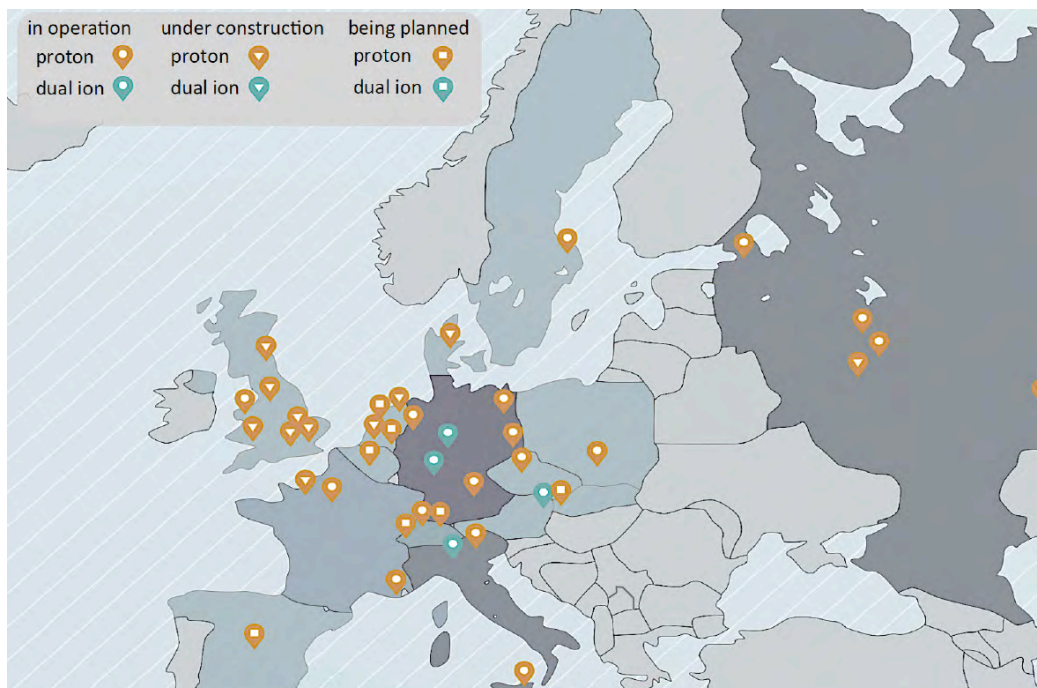 in operation under construction being planned
proton proton proton
dual ion dual ion dual ion